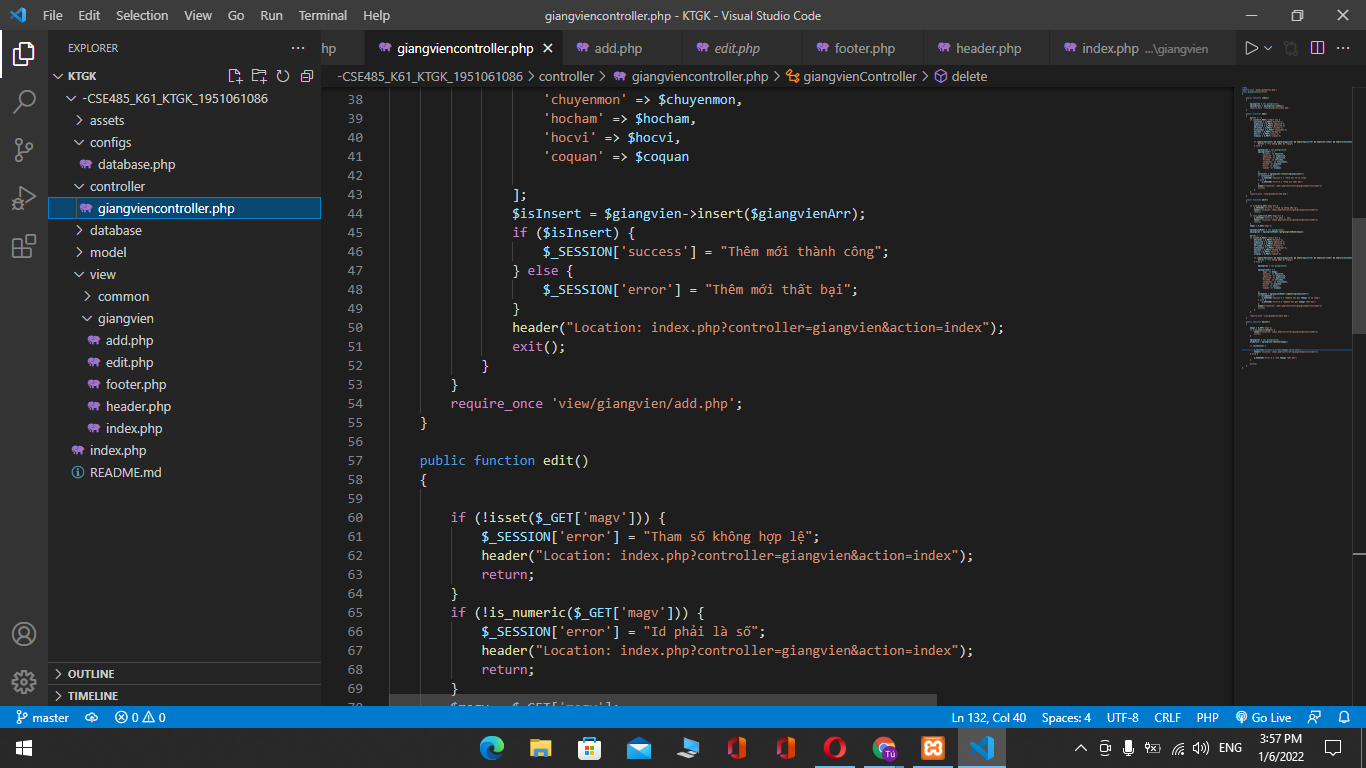 File Edit Selection View Go Run Terminal Help giangviencontroller.php - KTGK - Visual Studio Code
EXPLORER
hp giangviencontroller.php add.php edit.php footer.php header.php index.php ...\giangvien
KTGK
-CSE485_K61_KTGK_1951061086 controller giangviencontroller.php giangvienController delete
-CSE485_K61_KTGK_1951061086
assets
configs
database.php
controller
giangviencontroller.php
database
model
view
common
giangvien
add.php
edit.php
footer.php
header.php
index.php
index.php
README.md
OUTLINE
TIMELINE
38 'chuyenmon' => $chuyenmon,
39 'hocham' => $hocham,
40 'hocvi' => $hocvi,
41 'coquan' => $coquan
42
43 ];
44 $isInsert = $giangvien->insert($giangvienArr);
45 if ($isInsert) {
46 $_SESSION['success'] = "Thêm mới thành công";
47 } else {
48 $_SESSION['error'] = "Thêm mới thất bại";
49 }
50 header("Location: index.php?controller=giangvien&action=index");
51 exit();
52 }
53 }
54 require_once 'view/giangvien/add.php';
55 }
56
57 public function edit()
58 {
59
60 if (!isset($_GET['magv'])) {
61 $_SESSION['error'] = "Tham số không hợp lệ";
62 header("Location: index.php?controller=giangvien&action=index");
63 return;
64 }
65 if (!is_numeric($_GET['magv'])) {
66 $_SESSION['error'] = "Id phải là số";
67 header("Location: index.php?controller=giangvien&action=index");
68 return;
69 }
master 0 0 Ln 132, Col 40 Spaces: 4 UTF-8 CRLF PHP Go Live
ENG 3:57 PM
1/6/2022